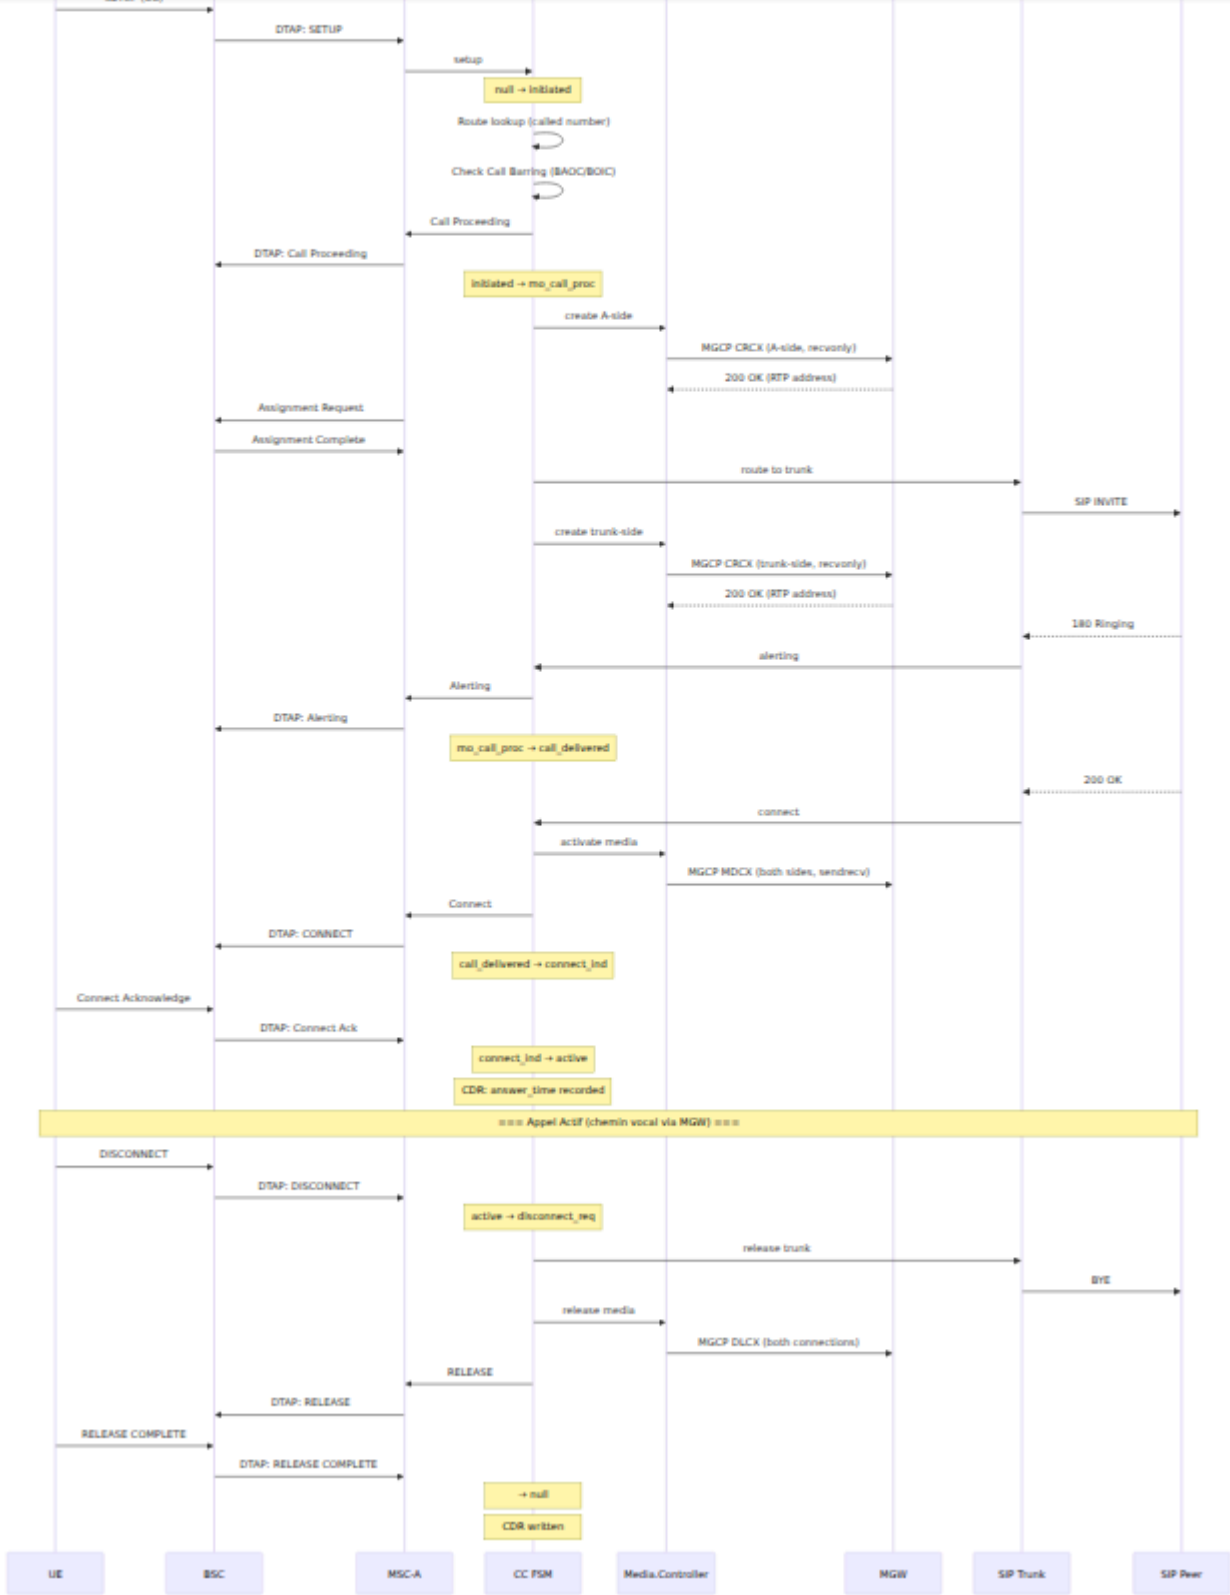 DTAP: SETUP
setup
null → initiated
Route lookup (called number)
Check Call Barring (BAOC/BOIC)
Call Proceeding
DTAP: Call Proceeding
initiated → mo_call_proc
create A-side
MGCP CRCX (A-side, recvonly)
200 OK (RTP address)
Assignment Request
Assignment Complete
route to trunk
SIP INVITE
create trunk-side
MGCP CRCX (trunk-side, recvonly)
200 OK (RTP address)
180 Ringing
alerting
Alerting
DTAP: Alerting
mo_call_proc → call_delivered
200 OK
connect
activate media
MGCP MDCX (both sides, sendrecv)
Connect
DTAP: CONNECT
call_delivered → connect_ind
Connect Acknowledge
DTAP: Connect Ack
connect_ind → active
CDR: answer_time recorded
=== Appel Actif (chemin vocal via MGW) ===
DISCONNECT
DTAP: DISCONNECT
active → disconnect_req
release trunk
BYE
release media
MGCP DLCX (both connections)
RELEASE
DTAP: RELEASE
RELEASE COMPLETE
DTAP: RELEASE COMPLETE
→ null
CDR written
UE BSC MSC-A CC FSM Media.Controller MGW SIP Trunk SIP Peer